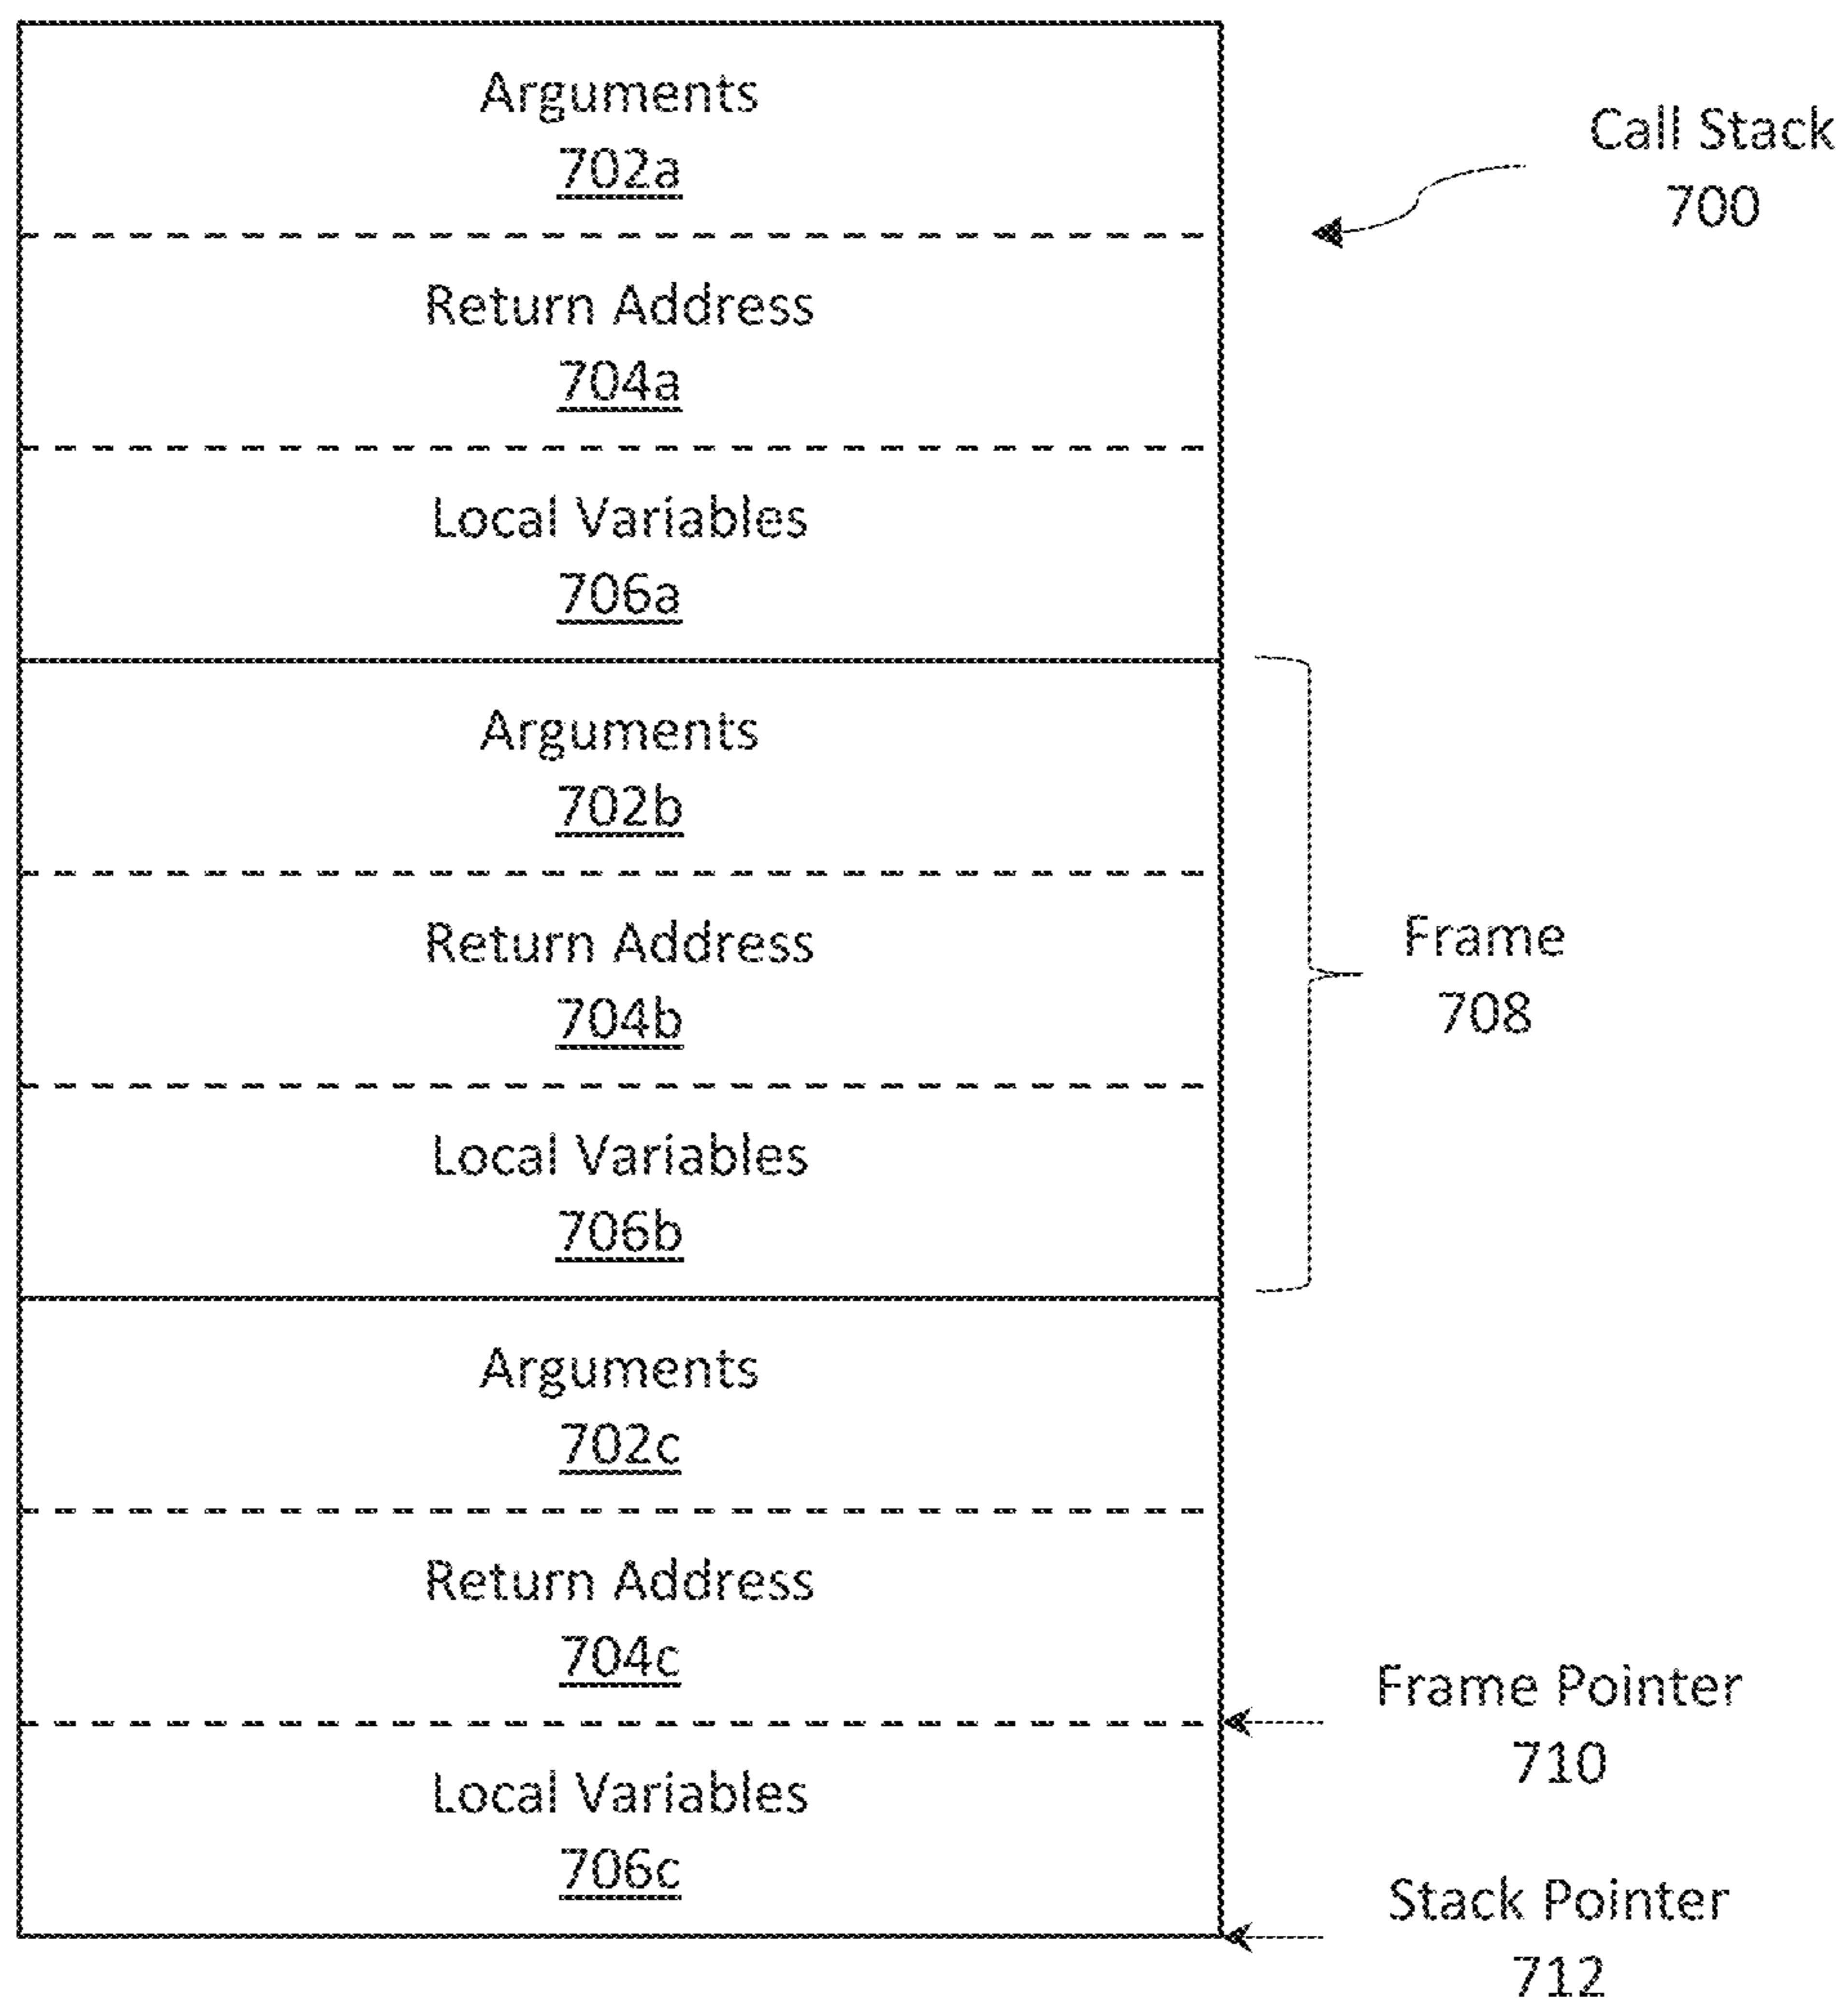 Arguments
702a
Call Stack
700
Return Address
704a
Local Variables
706a
Arguments
702b
Return Address
704b
Frame
708
Local Variables
706b
Arguments
702c
Return Address
704c
Frame Pointer
710
Local Variables
706c
Stack Pointer
712